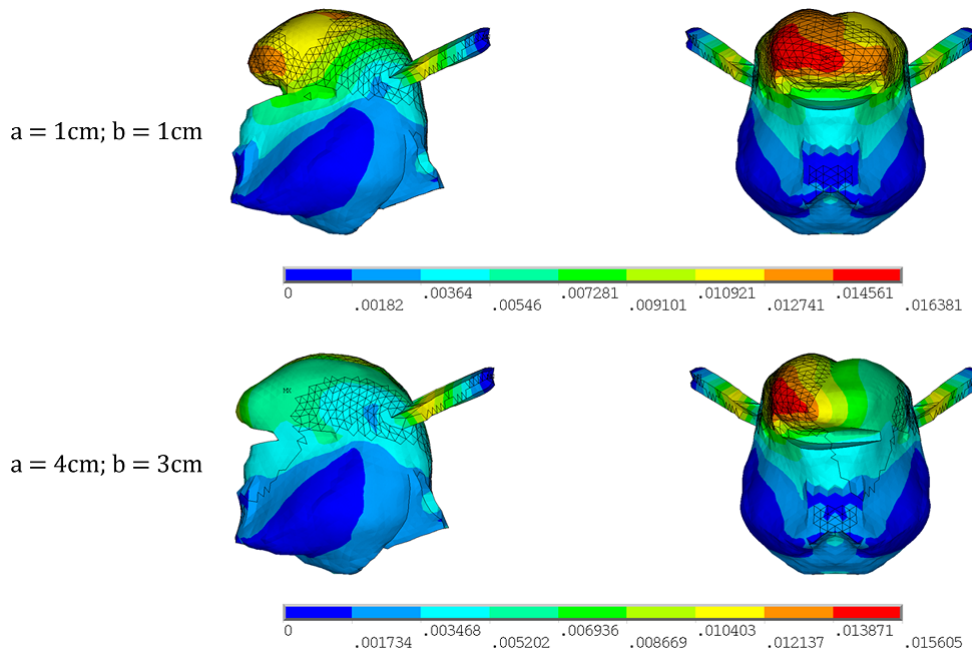 a = 1cm; b = 1cm
0 .00364 .007281 .010921 .014561
.00182 .00546 .009101 .012741 .016381
MX
a = 4cm; b = 3cm
0 .003468 .006936 .010403 .013871
.001734 .005202 .008669 .012137 .015605